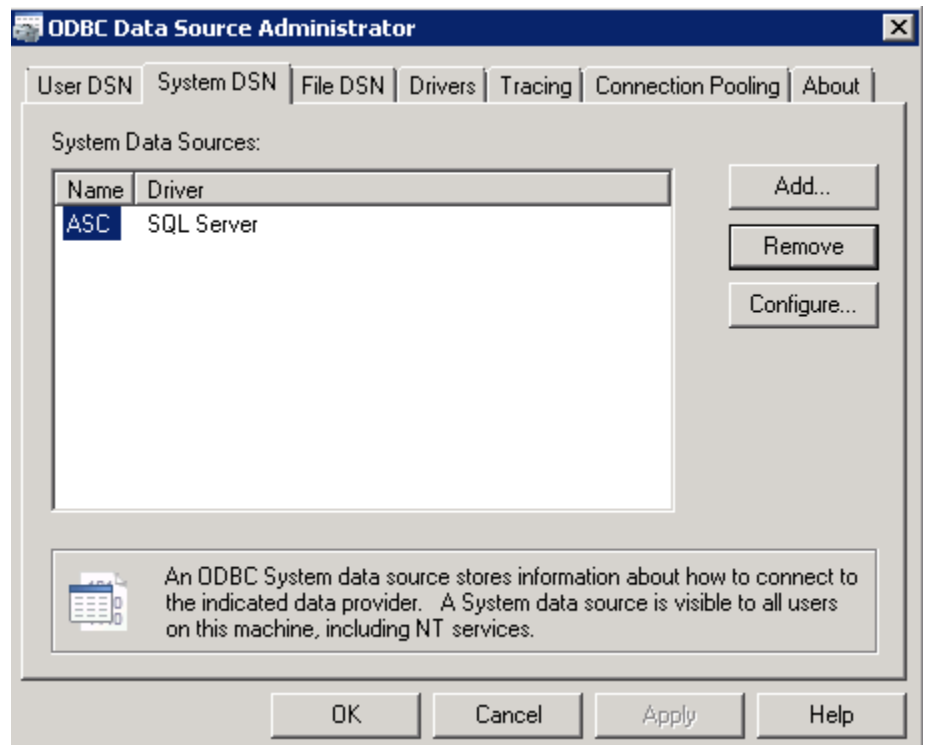 ODBC Data Source Administrator
User DSN System DSN File DSN Drivers Tracing Connection Pooling About
System Data Sources:
Name Driver
ASC SQL Server
Add...
Remove
Configure...
An ODBC System data source stores information about how to connect to
the indicated data provider. A System data source is visible to all users
on this machine, including NT services.
OK Cancel Apply Help